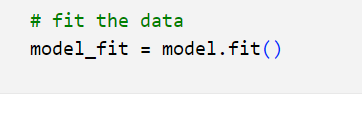 # fit the data
model_fit = model.fit()